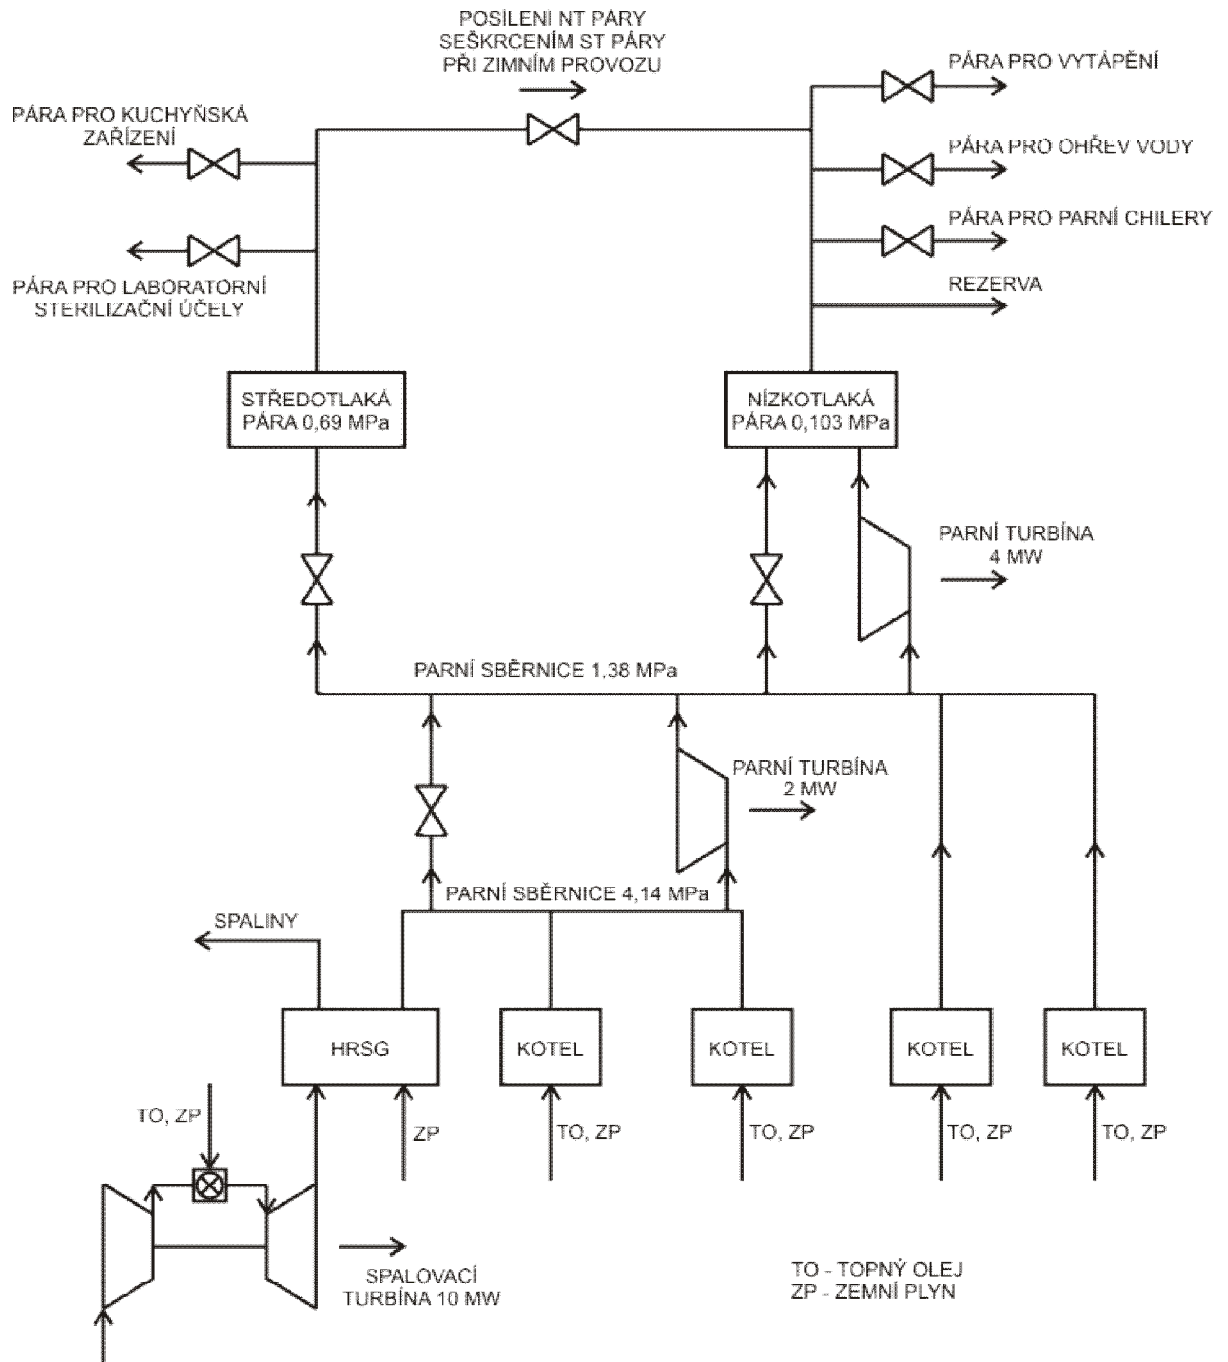 POSÍLENI NT PÁRY
SEŠKRCENÍM ST PÁRY
PŘI ZIMNÍM PROVOZU
PÁRA PRO VYTÁPĚNÍ
PÁRA PRO KUCHYŇSKÁ
ZAŘÍZENÍ
PÁRA PRO OHŘEV VODY
PÁRA PRO PARNÍ CHILERY
PÁRA PRO LABORATORNÍ
STERILIZAČNÍ ÚČELY
REZERVA
STŘEDOTLAKÁ
PÁRA 0,69 MPa
NÍZKOTLAKÁ
PÁRA 0,103 MPa
PARNÍ TURBÍNA
4 MW
PARNÍ SBĚRNICE 1,38 MPa
PARNÍ TURBÍNA
2 MW
PARNÍ SBĚRNICE 4,14 MPa
SPALINY
HRSG
KOTEL
KOTEL
KOTEL
KOTEL
TO, ZP
ZP
TO, ZP
TO, ZP
TO, ZP
TO, ZP
SPALOVACÍ
TURBÍNA 10 MW
TO - TOPNÝ OLEJ
ZP - ZEMNÍ PLYN